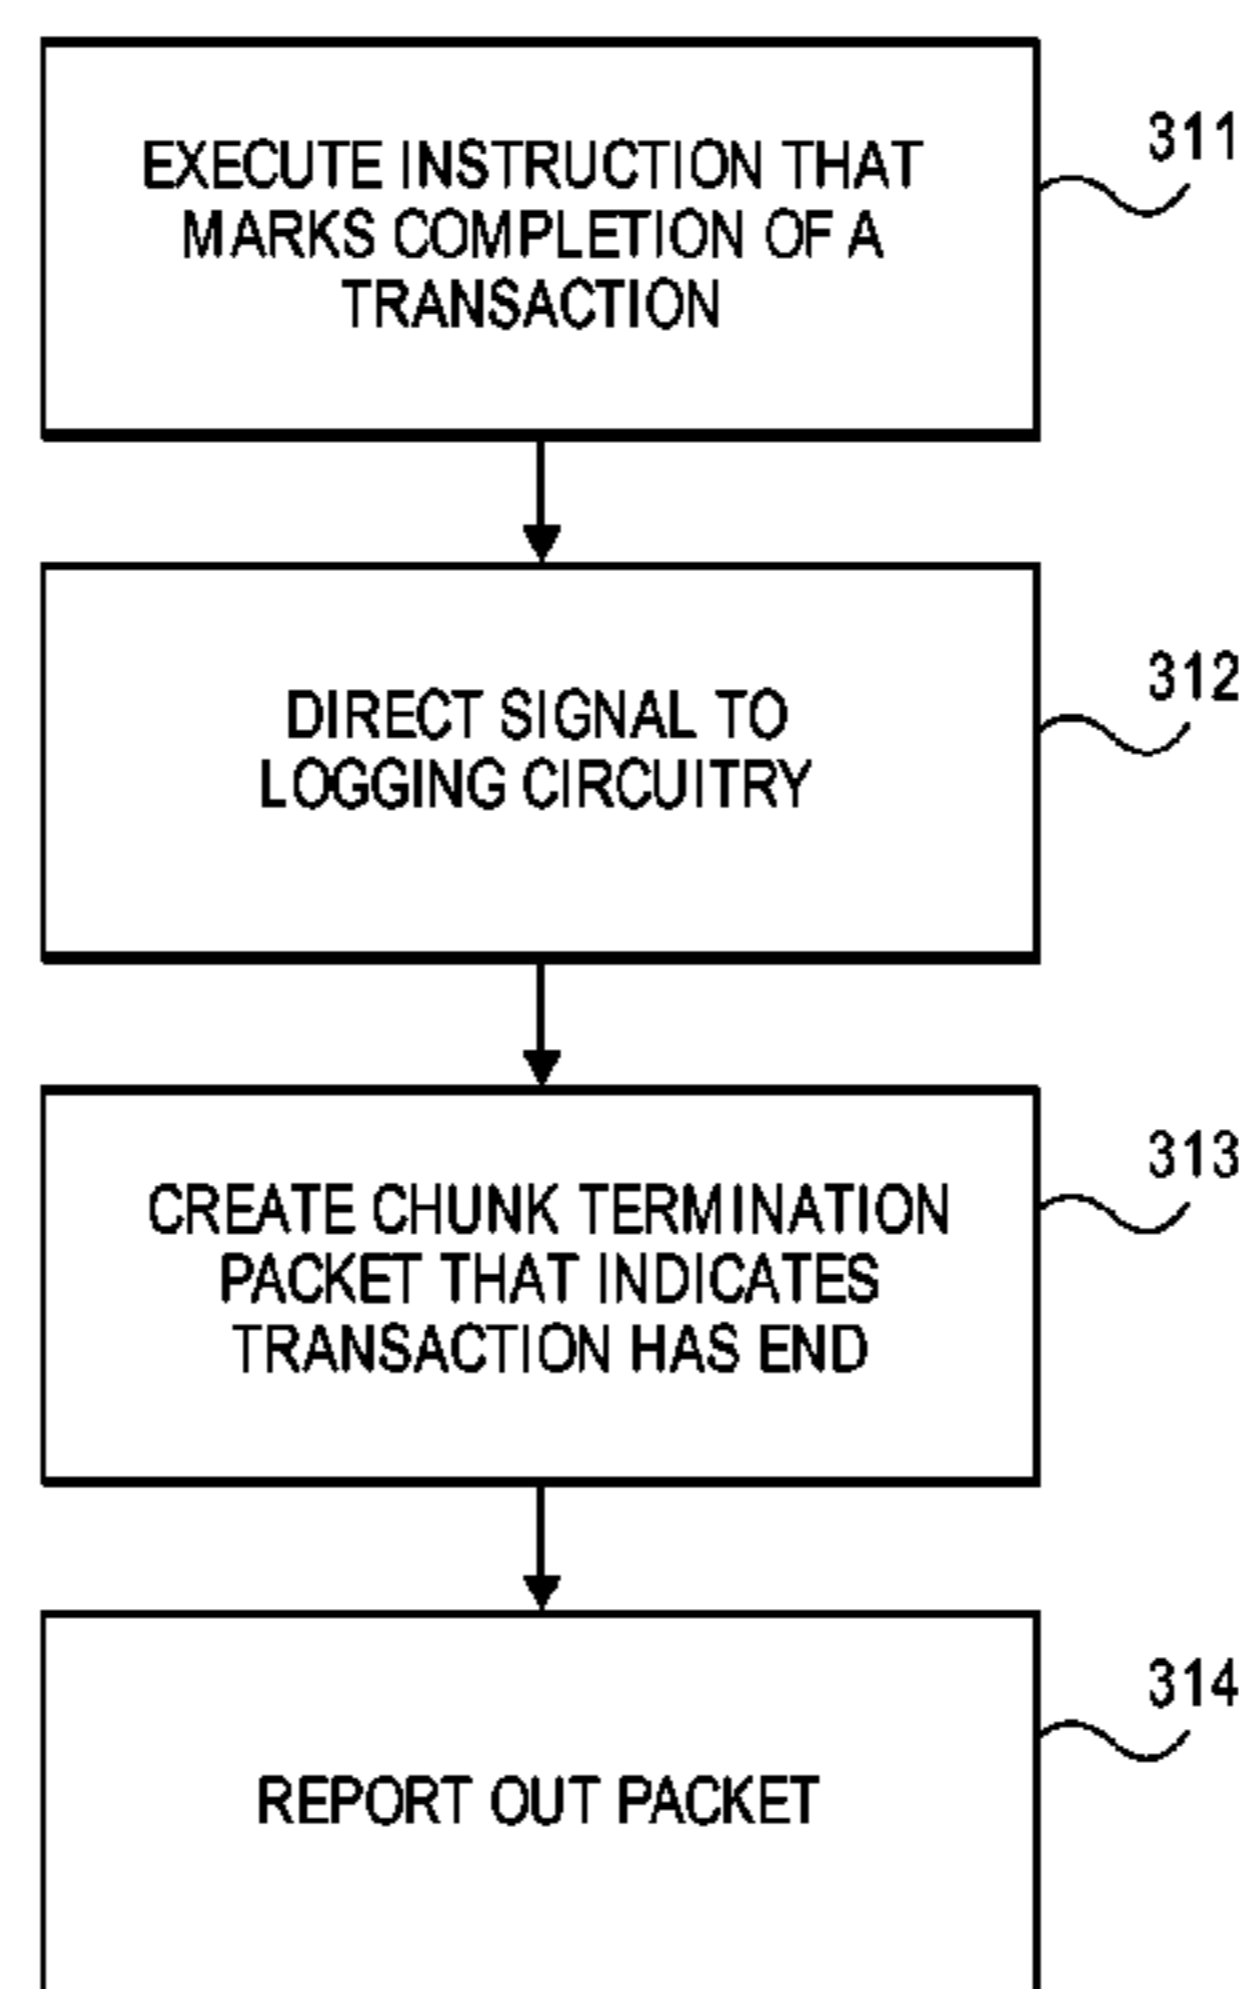 EXECUTE INSTRUCTION THAT
MARKS COMPLETION OF A
TRANSACTION
311
DIRECT SIGNAL TO
LOGGING CIRCUITRY
312
CREATE CHUNK TERMINATION
PACKET THAT INDICATES
TRANSACTION HAS END
313
REPORT OUT PACKET
314